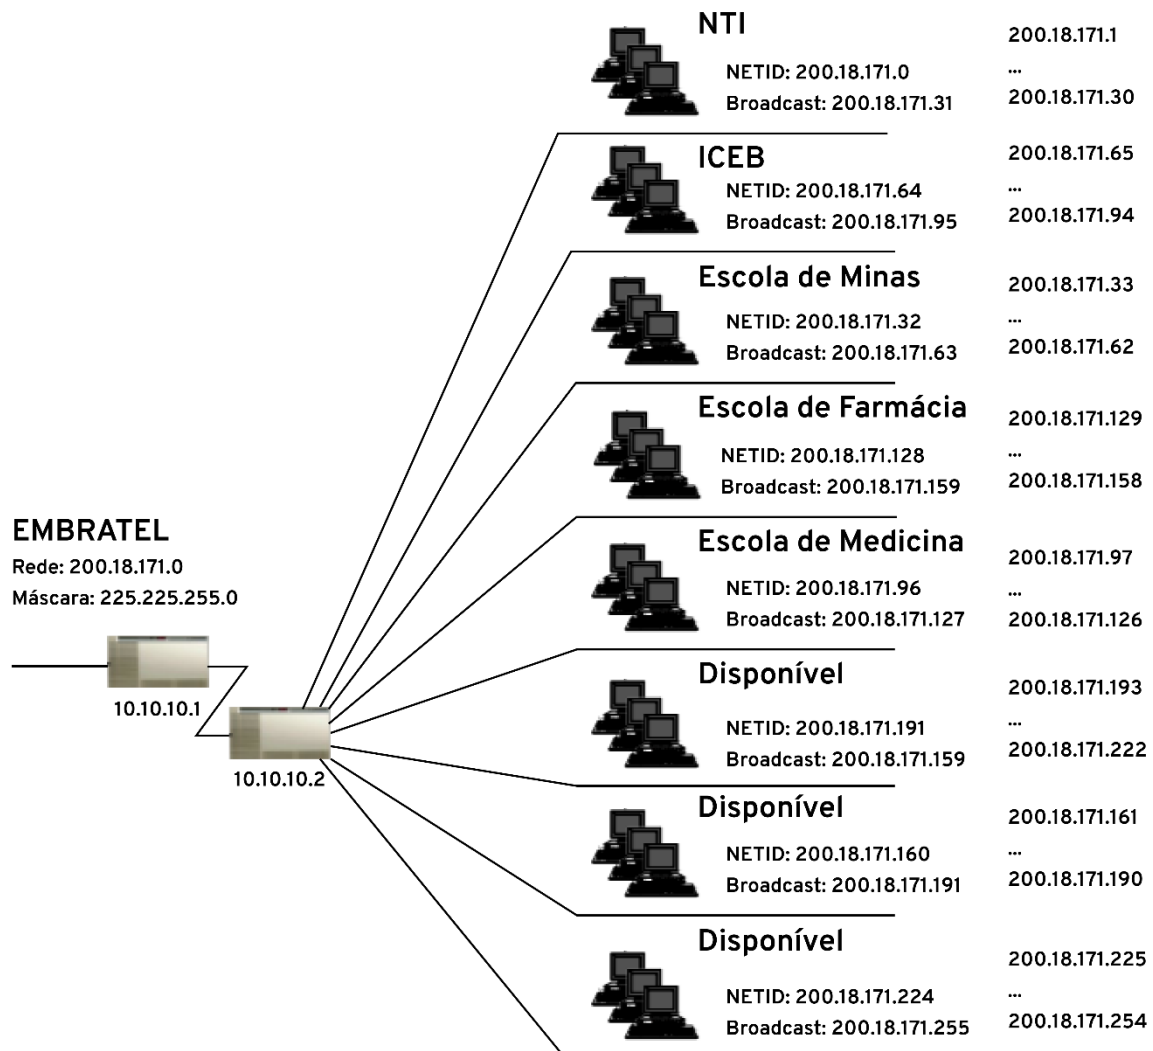 NTI
NETID: 200.18.171.0
Broadcast: 200.18.171.31
200.18.171.1
...
200.18.171.30
ICEB
NETID: 200.18.171.64
Broadcast: 200.18.171.95
200.18.171.65
...
200.18.171.94
Escola de Minas
NETID: 200.18.171.32
Broadcast: 200.18.171.63
200.18.171.33
...
200.18.171.62
Escola de Farmácia
NETID: 200.18.171.128
Broadcast: 200.18.171.159
200.18.171.129
...
200.18.171.158
EMBRATEL
Rede: 200.18.171.0
Máscara: 225.225.255.0
10.10.10.1
10.10.10.2
Escola de Medicina
NETID: 200.18.171.96
Broadcast: 200.18.171.127
200.18.171.97
...
200.18.171.126
Disponível
NETID: 200.18.171.191
Broadcast: 200.18.171.159
200.18.171.193
...
200.18.171.222
Disponível
NETID: 200.18.171.160
Broadcast: 200.18.171.191
200.18.171.161
...
200.18.171.190
Disponível
NETID: 200.18.171.224
Broadcast: 200.18.171.255
200.18.171.225
...
200.18.171.254